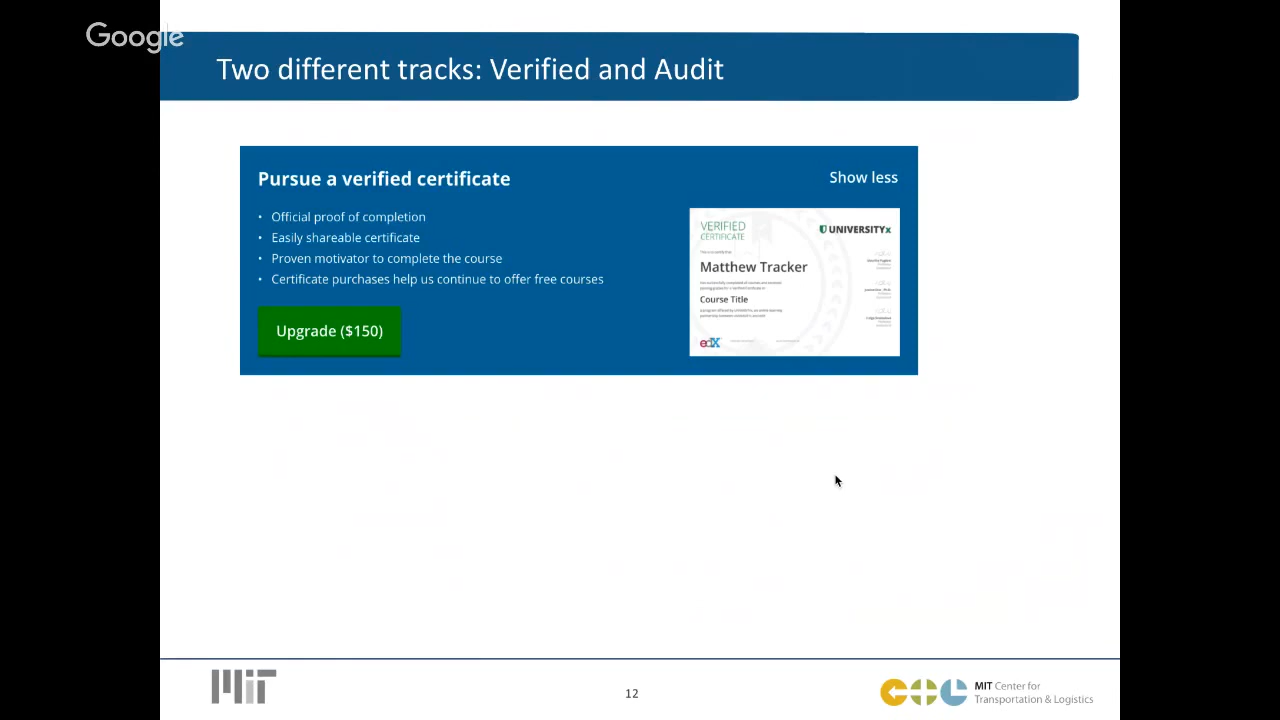 Google
Two different tracks: Verified and Audit
Pursue a verified certificate
Show less
• Official proof of completion
• Easily shareable certificate
• Proven motivator to complete the course
• Certificate purchases help us continue to offer free courses
Upgrade ($150)
VERIFIED
CERTIFICATE
UNIVERSITYx
Matthew Tracker
Course Title
edX
MIT
12
MIT Center for
Transportation & Logistics